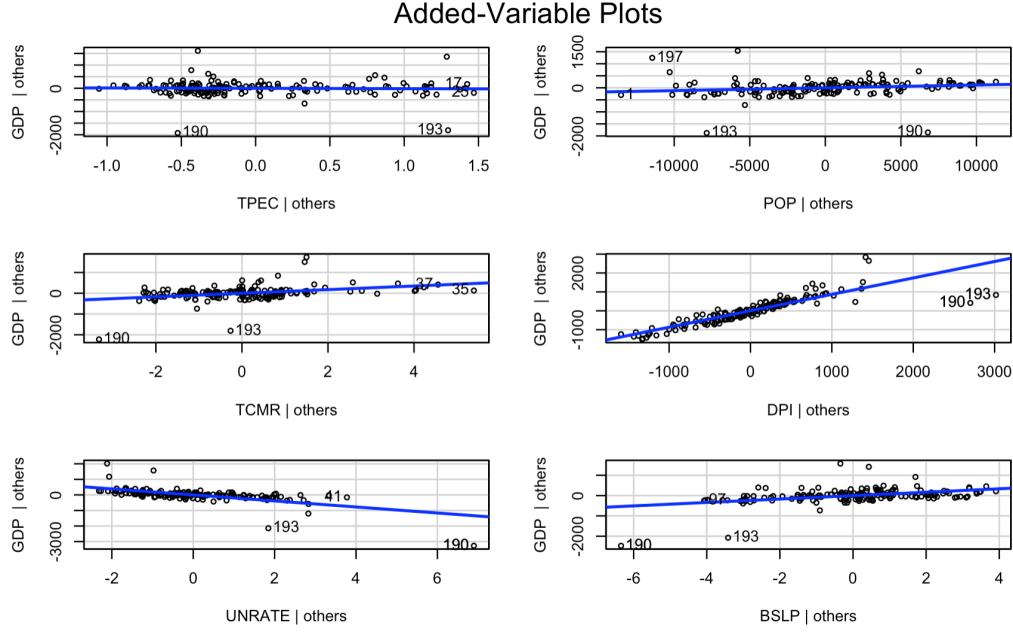 Added-Variable Plots
GDP | others
0
-2000
190
193
17
-1.0 -0.5 0.0 0.5 1.0 1.5
TPEC | others
GDP | others
1500
0
-2000
197
1
193
190
-10000 -5000 0 5000 10000
POP | others
GDP | others
0
-2000
190
193
37
35
-2 0 2 4
TCMR | others
GDP | others
2000
-1000
190
193
-1000 0 1000 2000 3000
DPI | others
GDP | others
0
-3000
41
193
190
-2 0 2 4 6
UNRATE | others
GDP | others
0
-2000
97
190
193
-6 -4 -2 0 2 4
BSLP | others